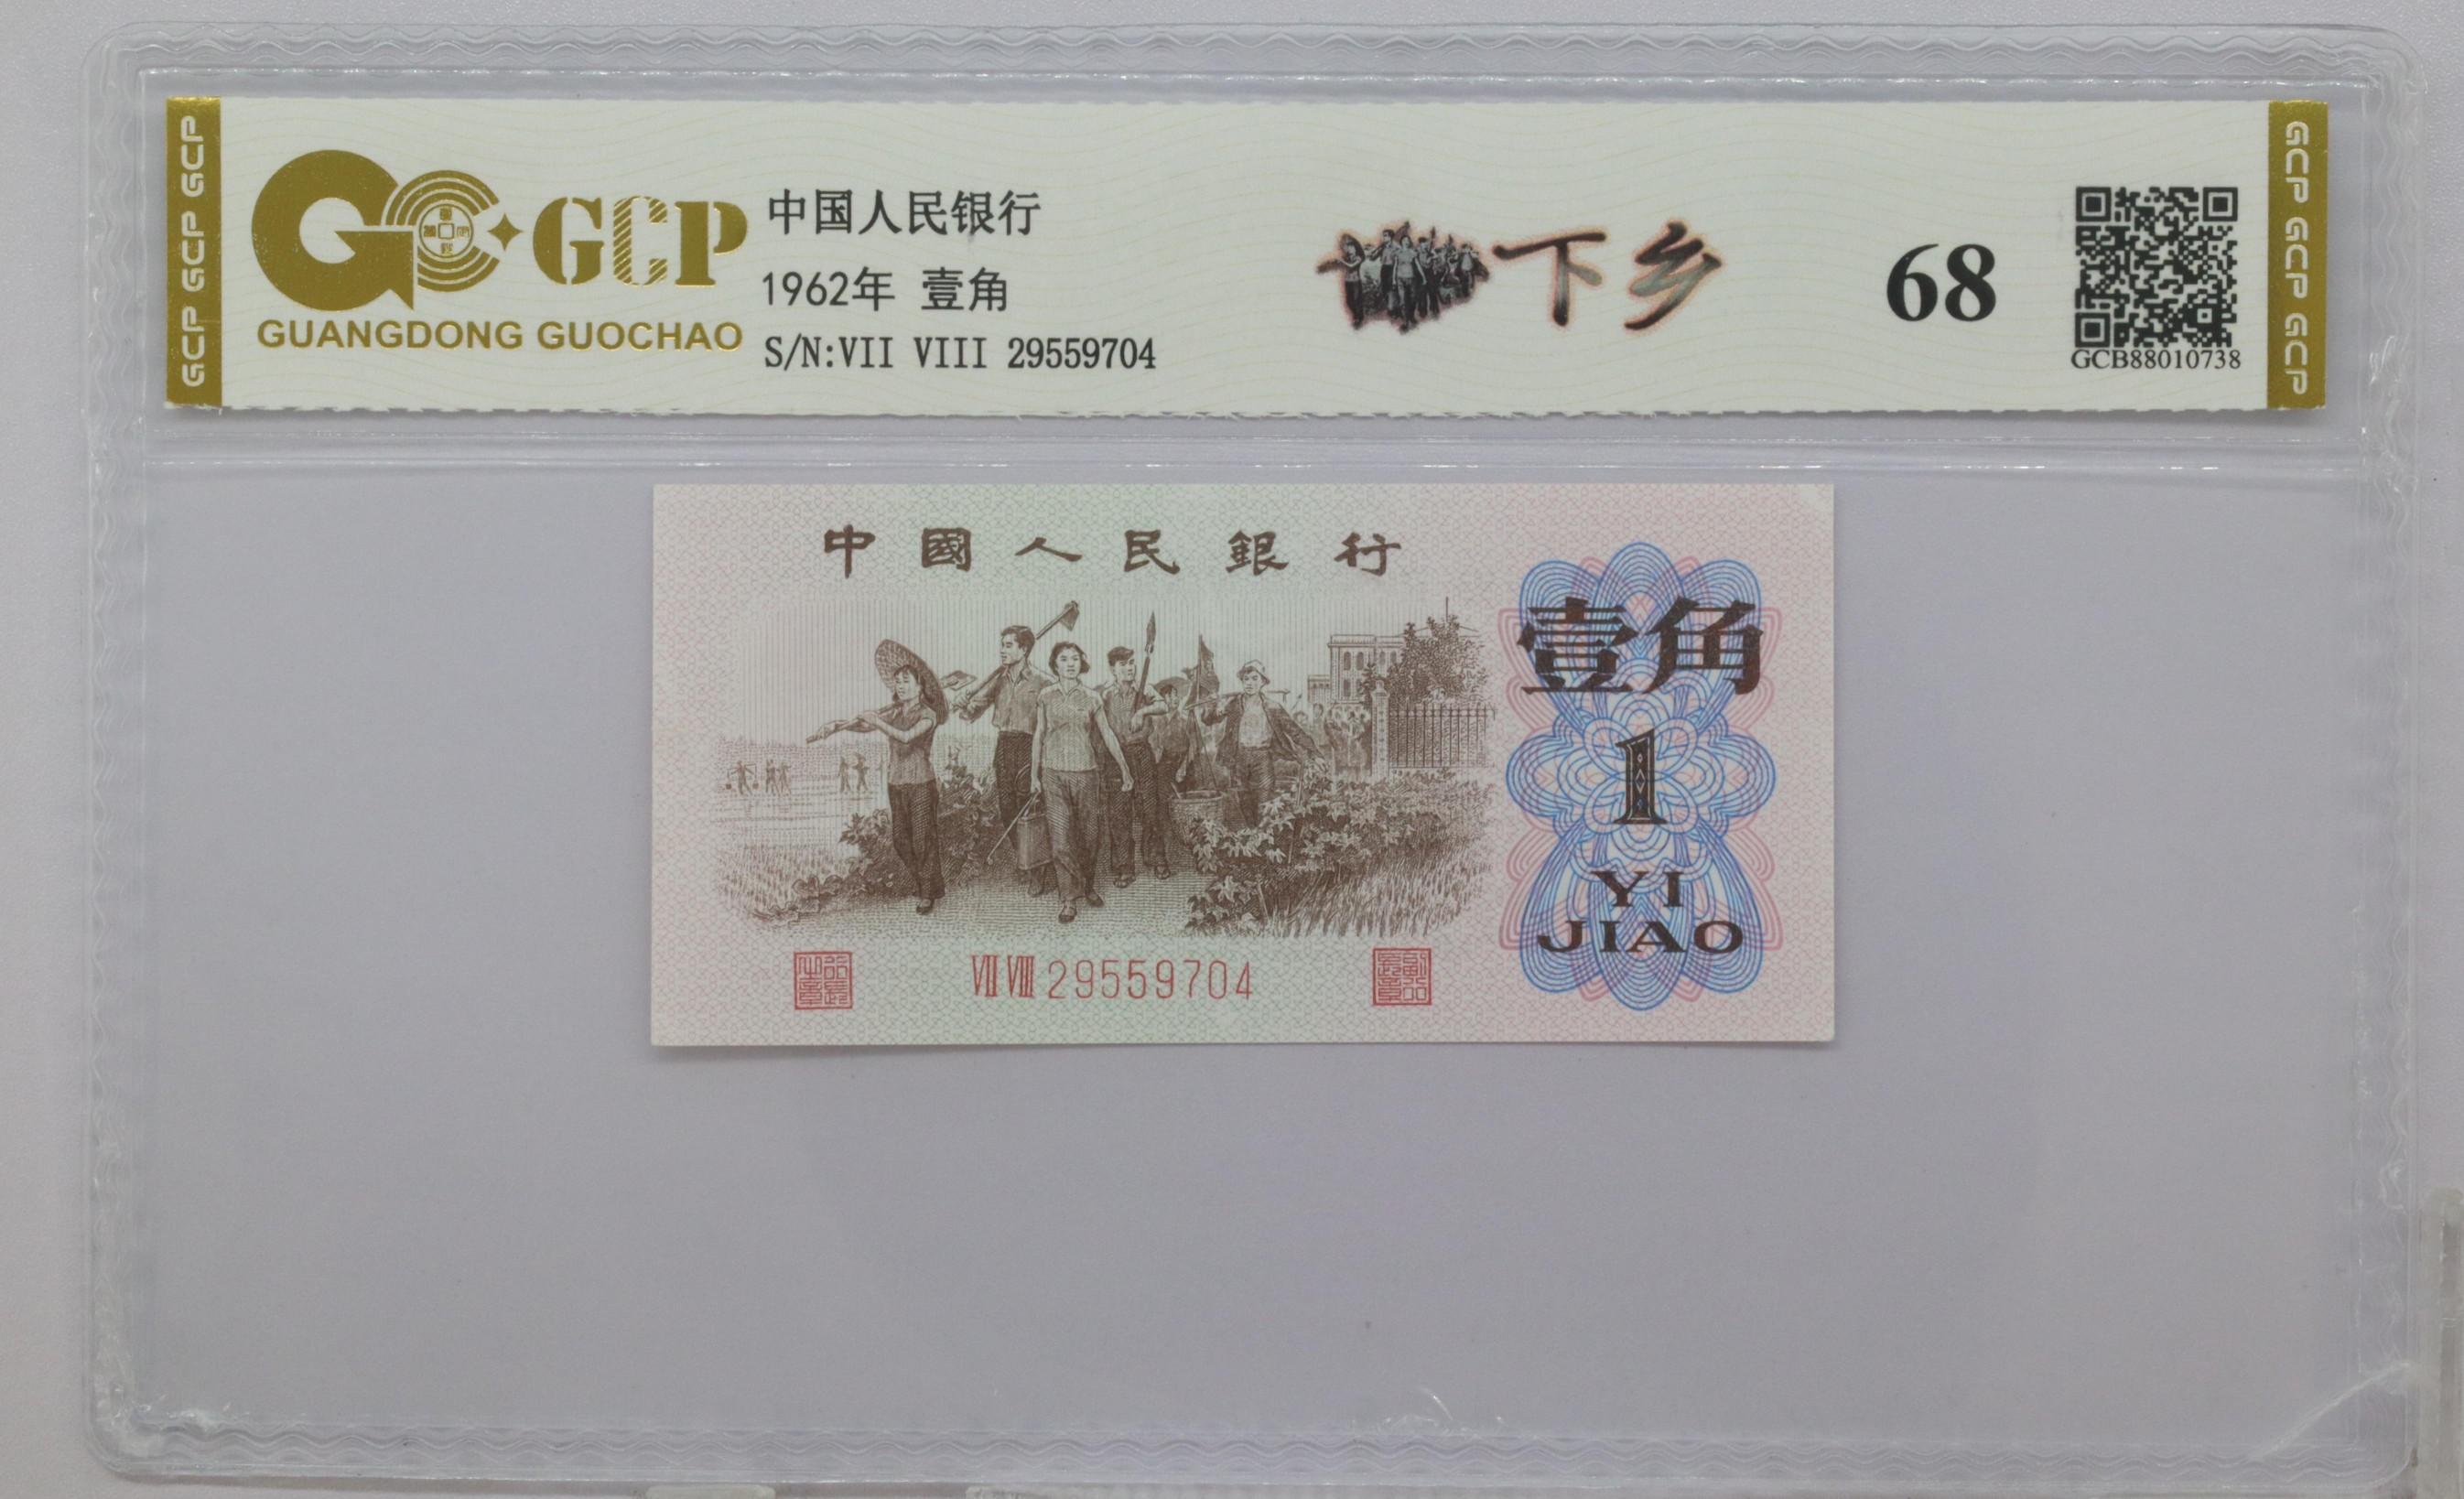 GCP GCP GCP
GCP
GUANGDONG GUOCHAO
中国人民银行
1962年 壹角
S/N:VII VIII 29559704
下乡
68
GCB88010738
GCP GCP GCP
中國人民銀行
壹角
1
YI
JIAO
VII VIII 29559704